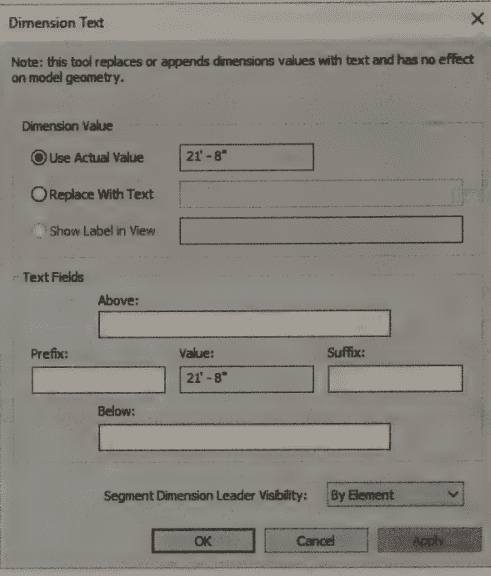 Dimension Text
Note: this tool replaces or appends dimensions values with text and has no effect
on model geometry.
Dimension Value
Use Actual Value 21' - 8"
Replace With Text
Show Label in View
Text Fields
Above:
Prefix: Value: Suffix:
21' - 8"
Below:
Segment Dimension Leader Visibility: By Element
OK Cancel Apply